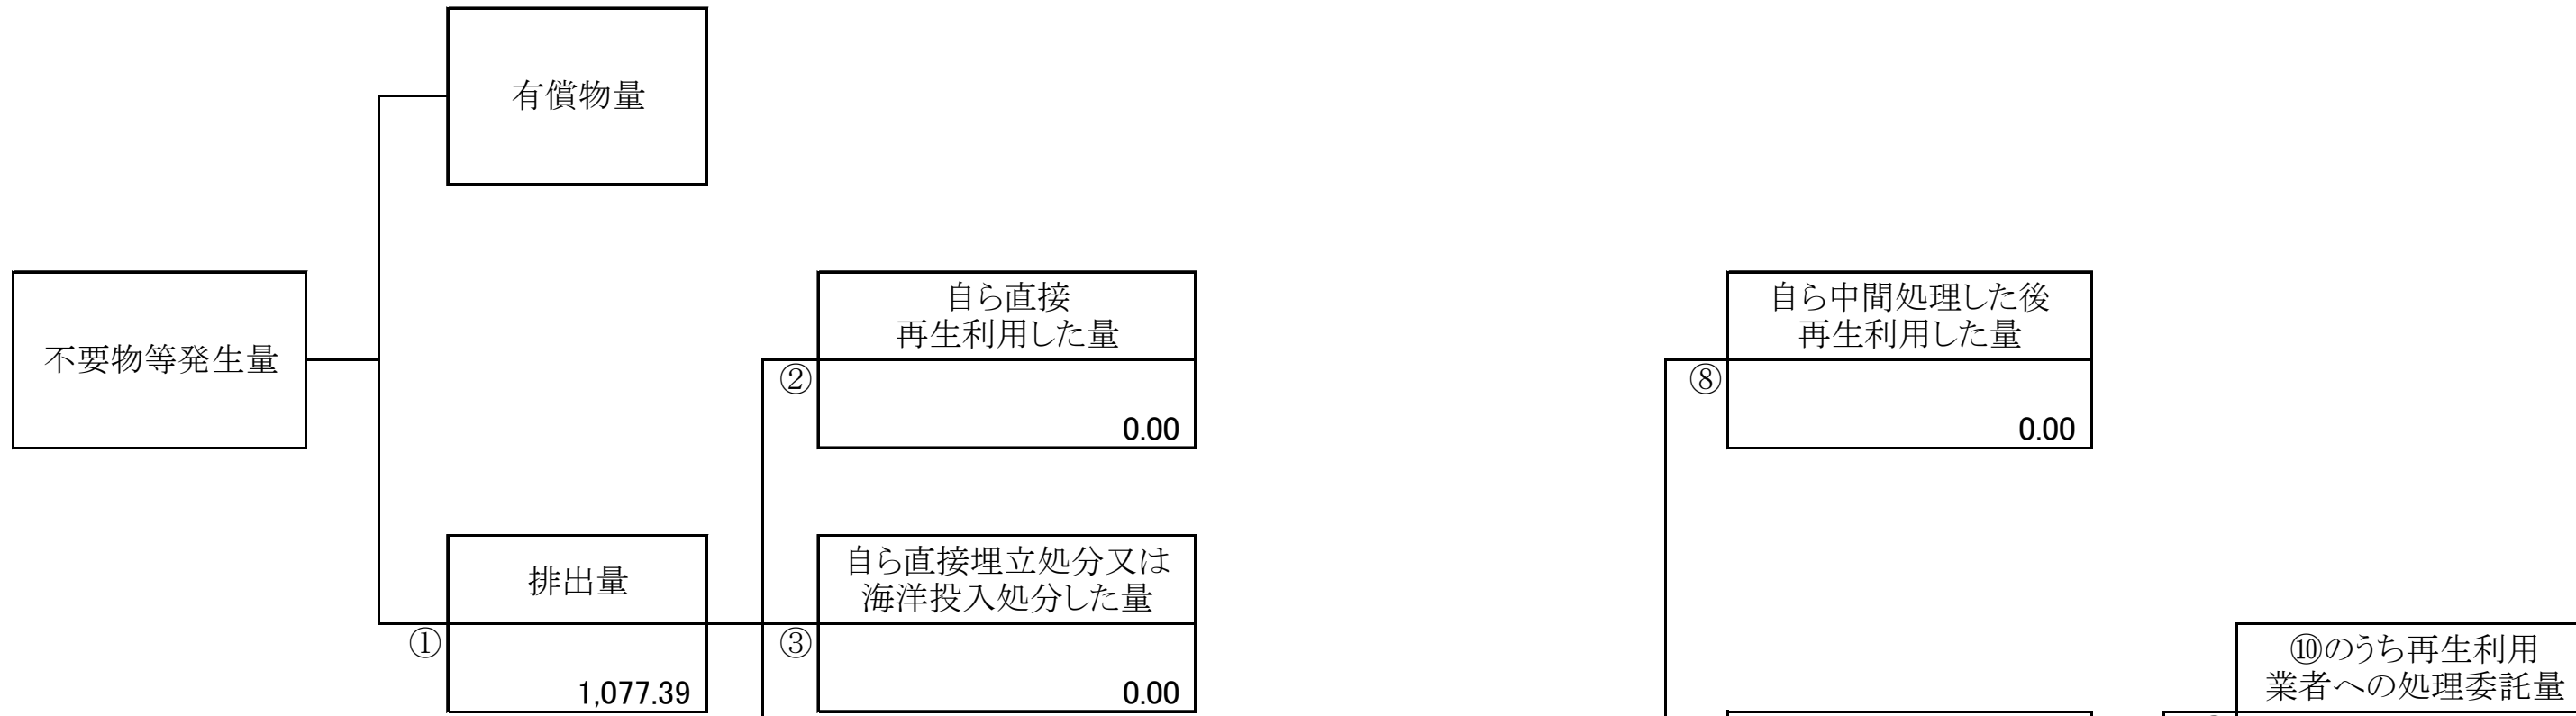 有償物量
不要物等発生量
自ら直接
再生利用した量
②
0.00
自ら中間処理した後
再生利用した量
⑧
0.00
排出量
①
1,077.39
自ら直接埋立処分又は
海洋投入処分した量
③
0.00
⑩のうち再生利用
業者への処理委託量